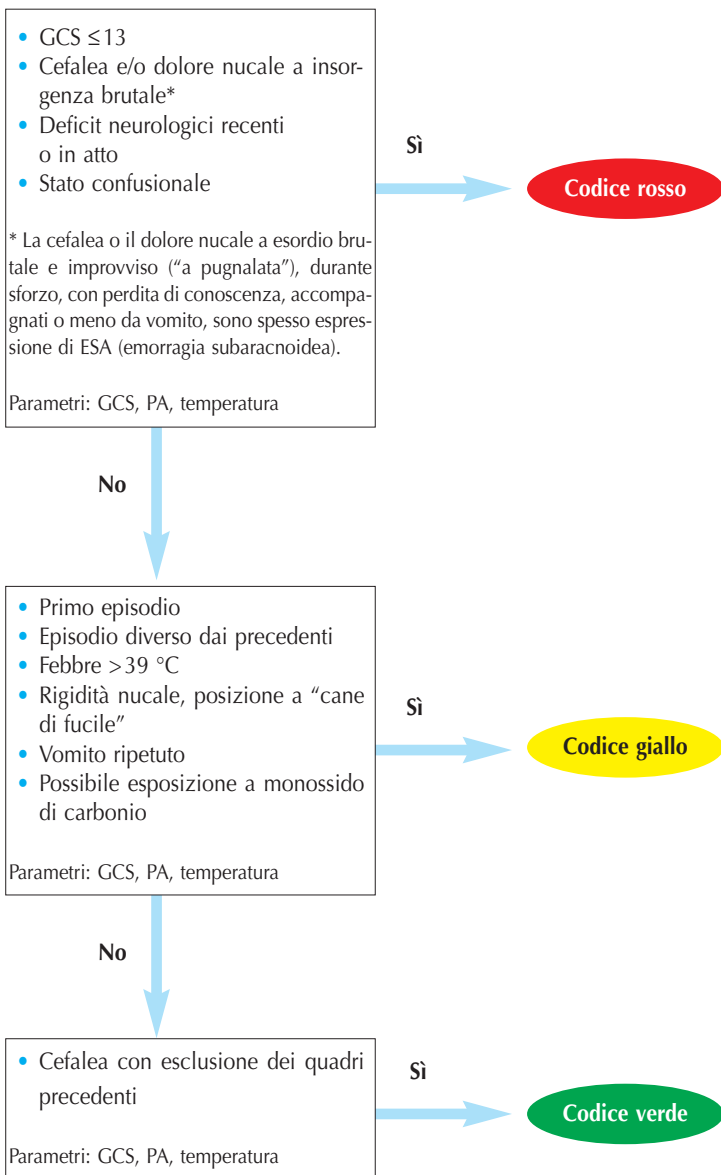 • GCS ≤13
• Cefalea e/o dolore nucale a insor-
genza brutale*
• Deficit neurologici recenti
o in atto
• Stato confusionale
* La cefalea o il dolore nucale a esordio bru-
tale e improvviso (“a pugnalata”), durante
sforzo, con perdita di conoscenza, accompa-
gnati o meno da vomito, sono spesso espres-
sione di ESA (emorragia subaracnoidea).
Parametri: GCS, PA, temperatura
Sì
Codice rosso
No
• Primo episodio
• Episodio diverso dai precedenti
• Febbre >39 °C
• Rigidità nucale, posizione a “cane
di fucile”
• Vomito ripetuto
• Possibile esposizione a monossido
di carbonio
Parametri: GCS, PA, temperatura
Sì
Codice giallo
No
• Cefalea con esclusione dei quadri
precedenti
Parametri: GCS, PA, temperatura
Sì
Codice verde